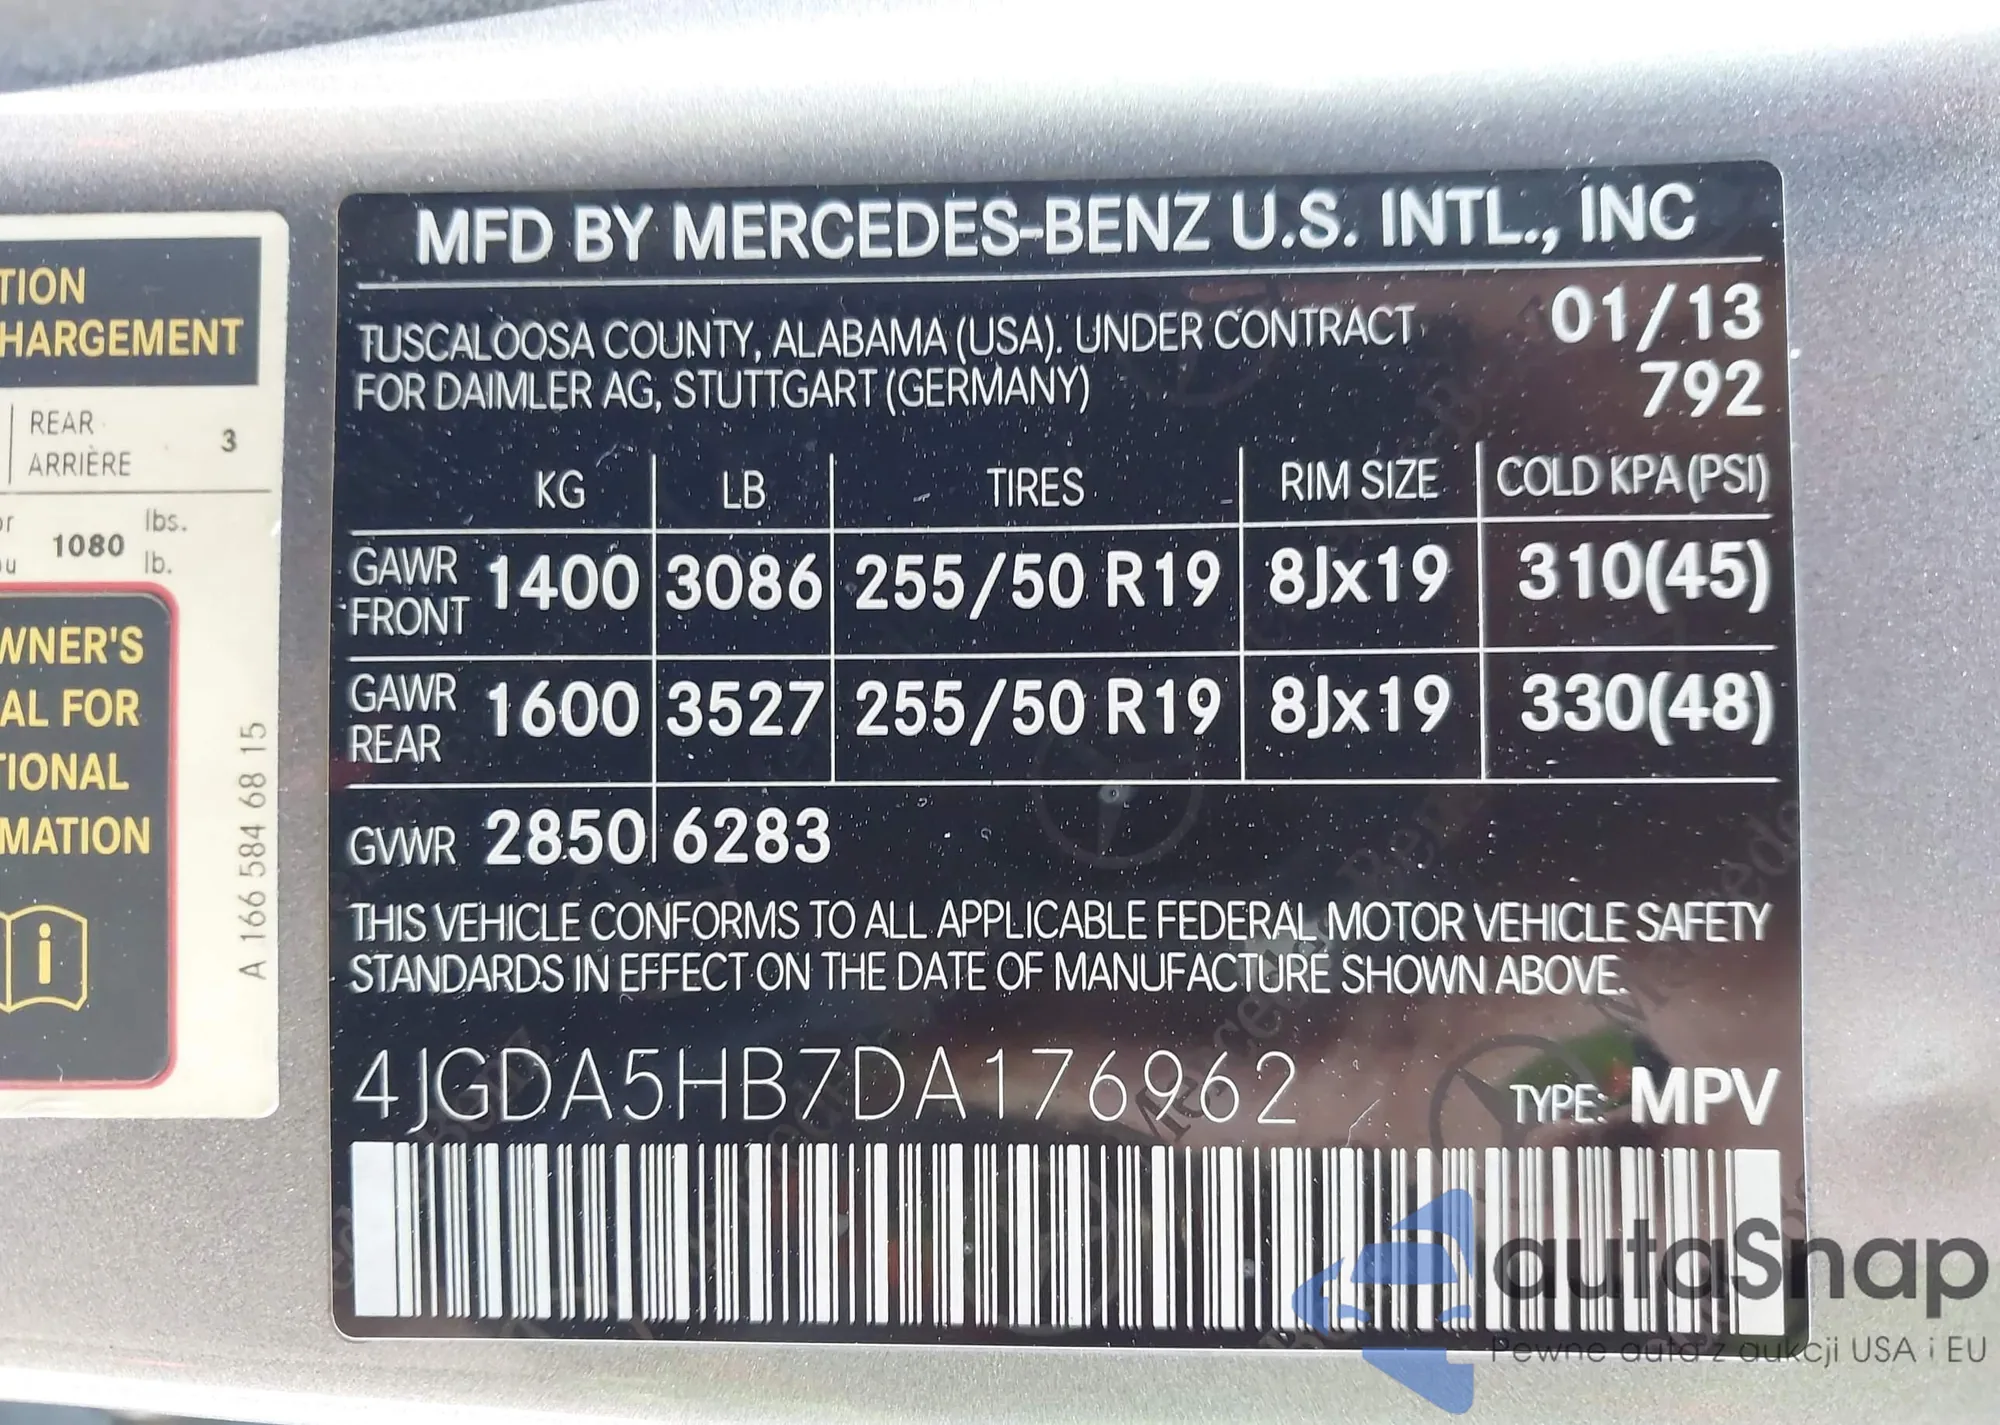 TION
HARGEMENT
REAR
ARRIÈRE
3
or
1080
lbs.
lb.
WNER'S
AL FOR
TIONAL
MATION
i
A 166 584 68 15
MFD BY MERCEDES-BENZ U.S. INTL., INC
TUSCALOOSA COUNTY, ALABAMA (USA). UNDER CONTRACT
FOR DAIMLER AG, STUTTGART (GERMANY)
01/13
792
KG LB TIRES RIM SIZE COLD KPA (PSI)
GAWR
FRONT
1400 3086 255/50 R19 8Jx19 310(45)
GAWR
REAR
1600 3527 255/50 R19 8Jx19 330(48)
GVWR 2850 6283
THIS VEHICLE CONFORMS TO ALL APPLICABLE FEDERAL MOTOR VEHICLE SAFETY
STANDARDS IN EFFECT ON THE DATE OF MANUFACTURE SHOWN ABOVE.
4JGDA5HB7DA176962
TYPE: MPV
autaSnap
Pewne auta z aukcji USA i EU